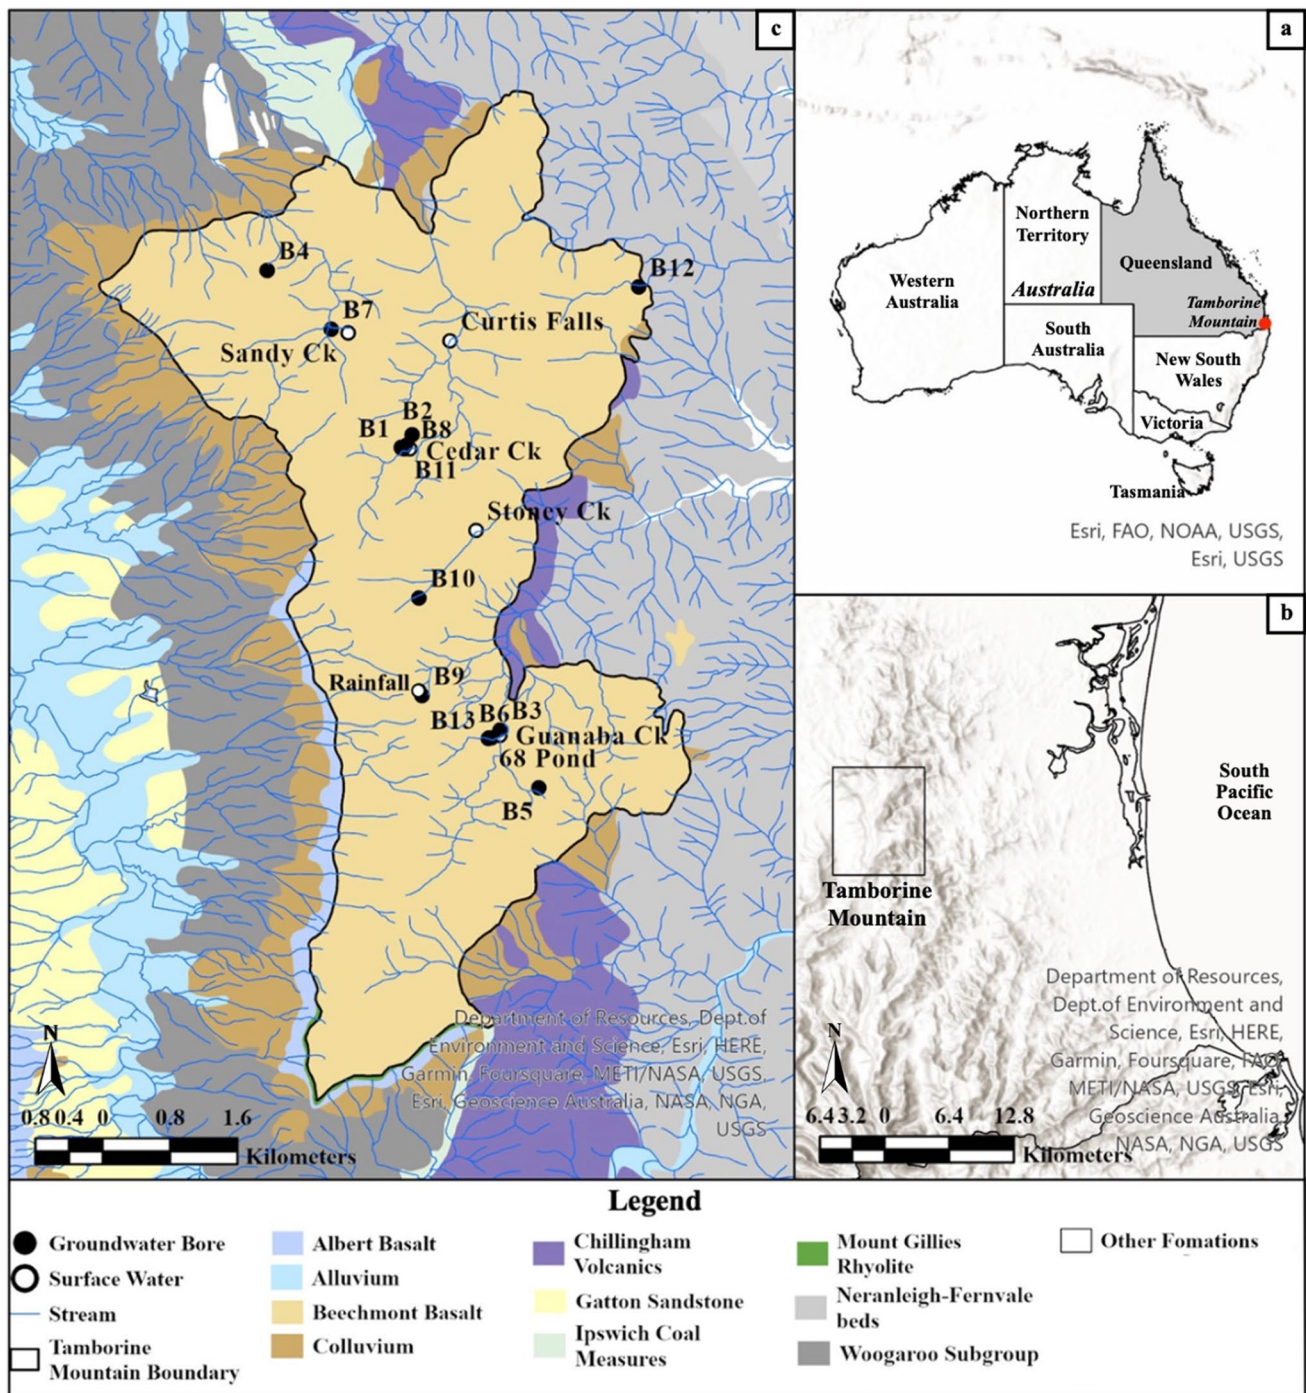 c
B4
B12
B7
Curtis Falls
Sandy Ck
B2
B1
B8
Cedar Ck
B11
Stoney Ck
B10
Rainfall
B9
B13
B6
B3
Guanaba Ck
68 Pond
B5
Department of Resources, Dept.of
Environment and Science, Esri, HERE,
Garmin, Foursquare, METI/NASA, USGS,
Esri, Geoscience Australia, NASA, NGA,
USGS
N
0.8 0.4 0 0.8 1.6
Kilometers
a
Northern
Territory
Queensland
Western
Australia
Australia
Tamborine
Mountain
South
Australia
New South
Wales
Victoria
Tasmania
Esri, FAO, NOAA, USGS,
Esri, USGS
b
South
Pacific
Ocean
Tamborine
Mountain
Department of Resources,
Dept.of Environment and
Science, Esri, HERE,
Garmin, Foursquare, FAO,
METI/NASA, USGS, Esri,
Geoscience Australia,
NASA, NGA, USGS
N
6.4 3.2 0 6.4 12.8
Kilometers
Legend
Groundwater Bore
Surface Water
Stream
Tamborine
Mountain Boundary
Albert Basalt
Alluvium
Beechmont Basalt
Colluvium
Chillingham
Volcanics
Gatton Sandstone
Ipswich Coal
Measures
Mount Gillies
Rhyolite
Neranleigh-Fernvale
beds
Woogaroo Subgroup
Other Fomations